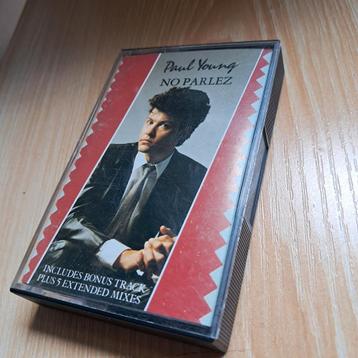 Paul Young
NO PARLEZ
INCLUDES BONUS TRACK
PLUS 5 EXTENDED MIXES